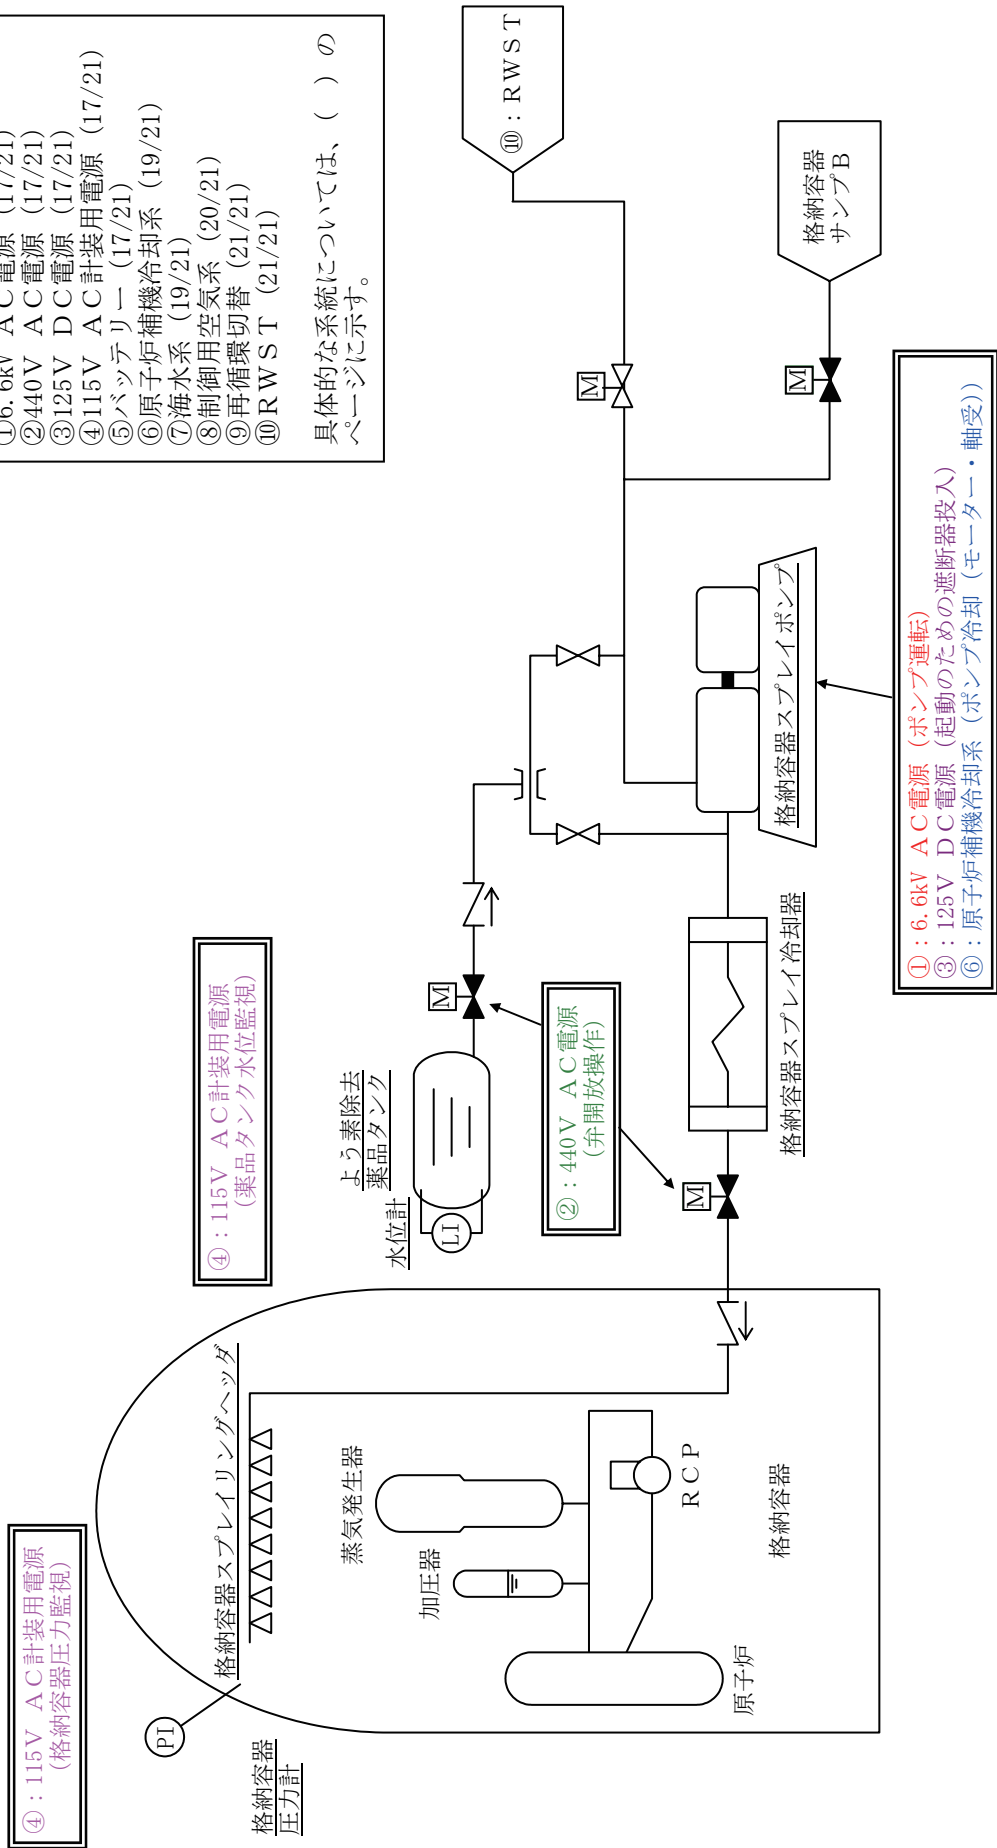 ①6.6kV AC電源 (17/21)
②440V AC電源 (17/21)
③125V DC電源 (17/21)
④115V AC計装用電源 (17/21)
⑤バッテリー (17/21)
⑥原子炉補機冷却系 (19/21)
⑦海水系 (19/21)
⑧制御用空気系 (20/21)
⑨再循環切替 (21/21)
⑩RWST (21/21)
具体的な系統については、( ) の
ページに示す。
④:115V AC計装用電源
(格納容器圧力監視)
④:115V AC計装用電源
(薬品タンク水位監視)
PI
格納容器
圧力計
格納容器スプレイリングヘッダ
蒸気発生器
加圧器
原子炉
RCP
格納容器
水位計
LI
よう素除去
薬品タンク
M
②:440V AC電源
(弁開放操作)
M
格納容器スプレイ冷却器
格納容器スプレイポンプ
M
⑩:RWST
M
格納容器
サンプB
①:6.6kV AC電源 (ポンプ運転)
③:125V DC電源 (起動のための遮断器投入)
⑥:原子炉補機冷却系 (ポンプ冷却 (モーター・軸受))